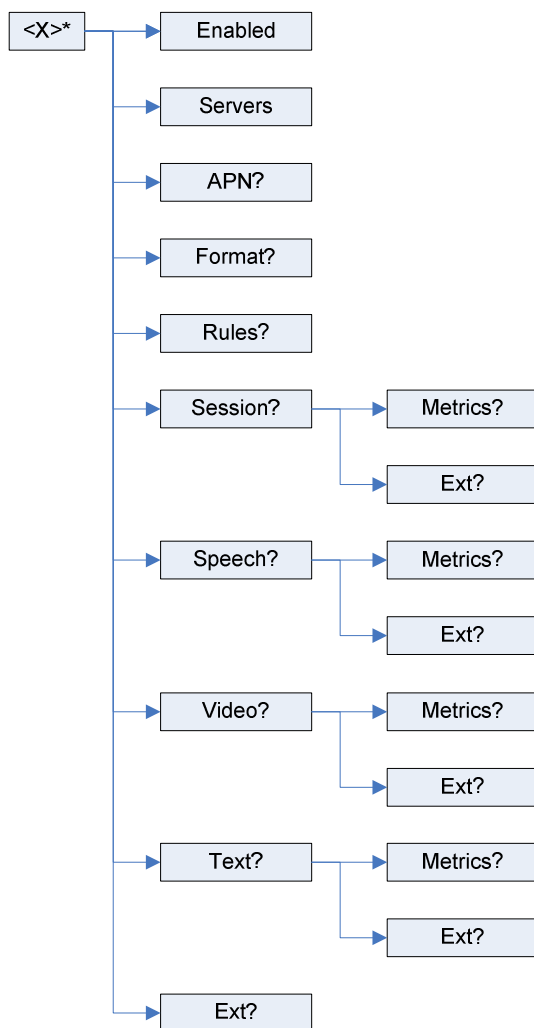 <X>*
Enabled
Servers
APN?
Format?
Rules?
Session?
Metrics?
Ext?
Speech?
Metrics?
Ext?
Video?
Metrics?
Ext?
Text?
Metrics?
Ext?
Ext?